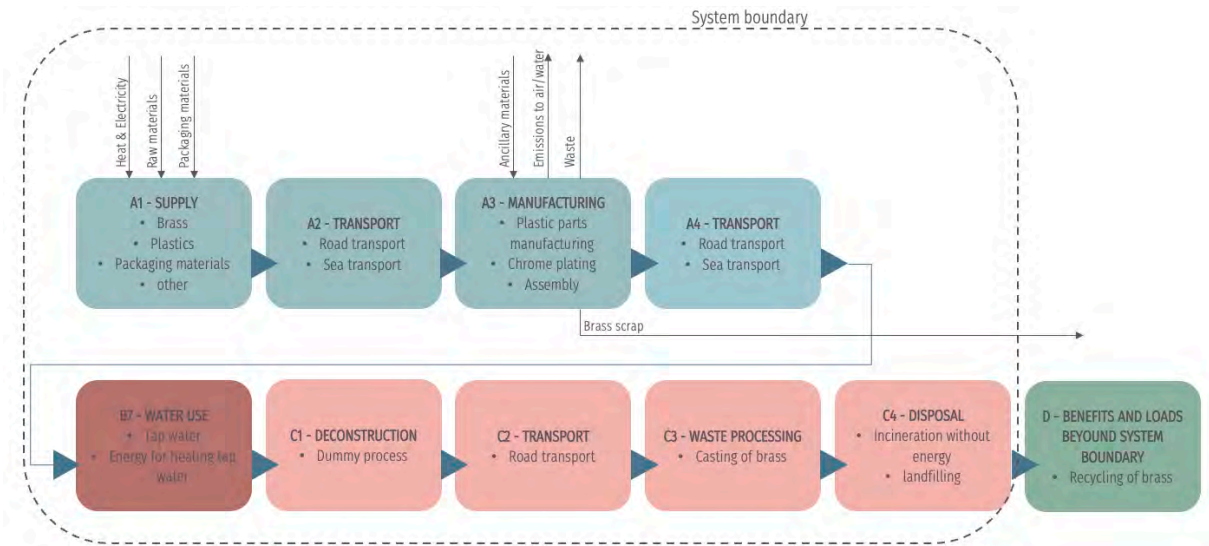 System boundary
Heat & Electricity
Raw materials
Packaging materials
Ancillary materials
Emissions to air/water
Waste
A1 - SUPPLY
• Brass
• Plastics
• Packaging materials
• other
A2 - TRANSPORT
• Road transport
• Sea transport
A3 - MANUFACTURING
• Plastic parts
manufacturing
• Chrome plating
• Assembly
A4 - TRANSPORT
• Road transport
• Sea transport
Brass scrap
B7 - WATER USE
• Tap water
• Energy for heating tap
water
C1 - DECONSTRUCTION
• Dummy process
C2 - TRANSPORT
• Road transport
C3 - WASTE PROCESSING
• Casting of brass
C4 - DISPOSAL
• Incineration without
energy
• landfilling
D - BENEFITS AND LOADS
BEYOUND SYSTEM
BOUNDARY
• Recycling of brass